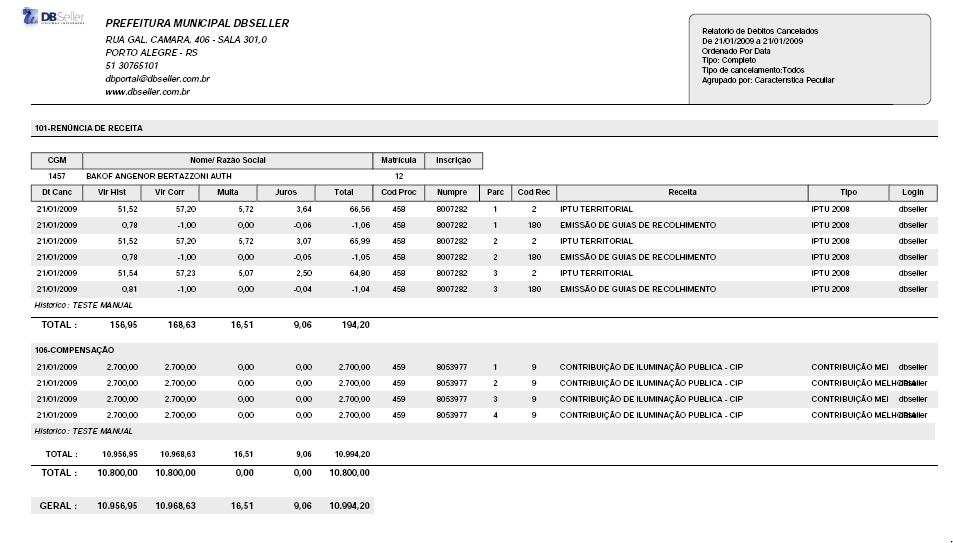 DBSeller
PREFEITURA MUNICIPAL DBSELLER
RUA GAL. CAMARA, 406 - SALA 301,0
PORTO ALEGRE - RS
51 30765101
dbportal@dbseller.com.br
www.dbseller.com.br
Relatorio de Debitos Cancelados
De 21/01/2009 a 21/01/2009
Ordenado Por Data
Tipo: Completo
Tipo de cancelamento:Todos
Agrupado por: Caracteristica Peculiar
101-RENÚNCIA DE RECEITA
CGM Nome/ Razão Social Matrícula Inscrição
1457 BAKOF ANGENOR BERTAZZONI AUTH 12
Dt Canc Vlr Hist Vlr Corr Multa Juros Total Cod Proc Numpre Parc Cod Rec Receita Tipo Login
21/01/2009 51,52 57,20 5,72 3,64 66,56 458 8007282 1 2 IPTU TERRITORIAL IPTU 2008 dbseller
21/01/2009 0,78 -1,00 0,00 -0,06 -1,06 458 8007282 1 180 EMISSÃO DE GUIAS DE RECOLHIMENTO IPTU 2008 dbseller
21/01/2009 51,52 57,20 5,72 3,07 65,99 458 8007282 2 2 IPTU TERRITORIAL IPTU 2008 dbseller
21/01/2009 0,78 -1,00 0,00 -0,05 -1,05 458 8007282 2 180 EMISSÃO DE GUIAS DE RECOLHIMENTO IPTU 2008 dbseller
21/01/2009 51,54 57,23 5,07 2,50 64,80 458 8007282 3 2 IPTU TERRITORIAL IPTU 2008 dbseller
21/01/2009 0,81 -1,00 0,00 -0,04 -1,04 458 8007282 3 180 EMISSÃO DE GUIAS DE RECOLHIMENTO IPTU 2008 dbseller
Historico : TESTE MANUAL
TOTAL : 156,95 168,63 16,51 9,06 194,20
106-COMPENSAÇÃO
21/01/2009 2.700,00 2.700,00 0,00 0,00 2.700,00 459 8053977 1 9 CONTRIBUIÇÃO DE ILUMINAÇÃO PUBLICA - CIP CONTRIBUIÇÃO MEI dbseller
21/01/2009 2.700,00 2.700,00 0,00 0,00 2.700,00 459 8053977 2 9 CONTRIBUIÇÃO DE ILUMINAÇÃO PUBLICA - CIP CONTRIBUIÇÃO MELHORIA dbseller
21/01/2009 2.700,00 2.700,00 0,00 0,00 2.700,00 459 8053977 3 9 CONTRIBUIÇÃO DE ILUMINAÇÃO PUBLICA - CIP CONTRIBUIÇÃO MEI dbseller
21/01/2009 2.700,00 2.700,00 0,00 0,00 2.700,00 459 8053977 4 9 CONTRIBUIÇÃO DE ILUMINAÇÃO PUBLICA - CIP CONTRIBUIÇÃO MELHORIA dbseller
Historico : TESTE MANUAL
TOTAL : 10.956,95 10.968,63 16,51 9,06 10.994,20
TOTAL : 10.800,00 10.800,00 0,00 0,00 10.800,00
GERAL : 10.956,95 10.968,63 16,51 9,06 10.994,20